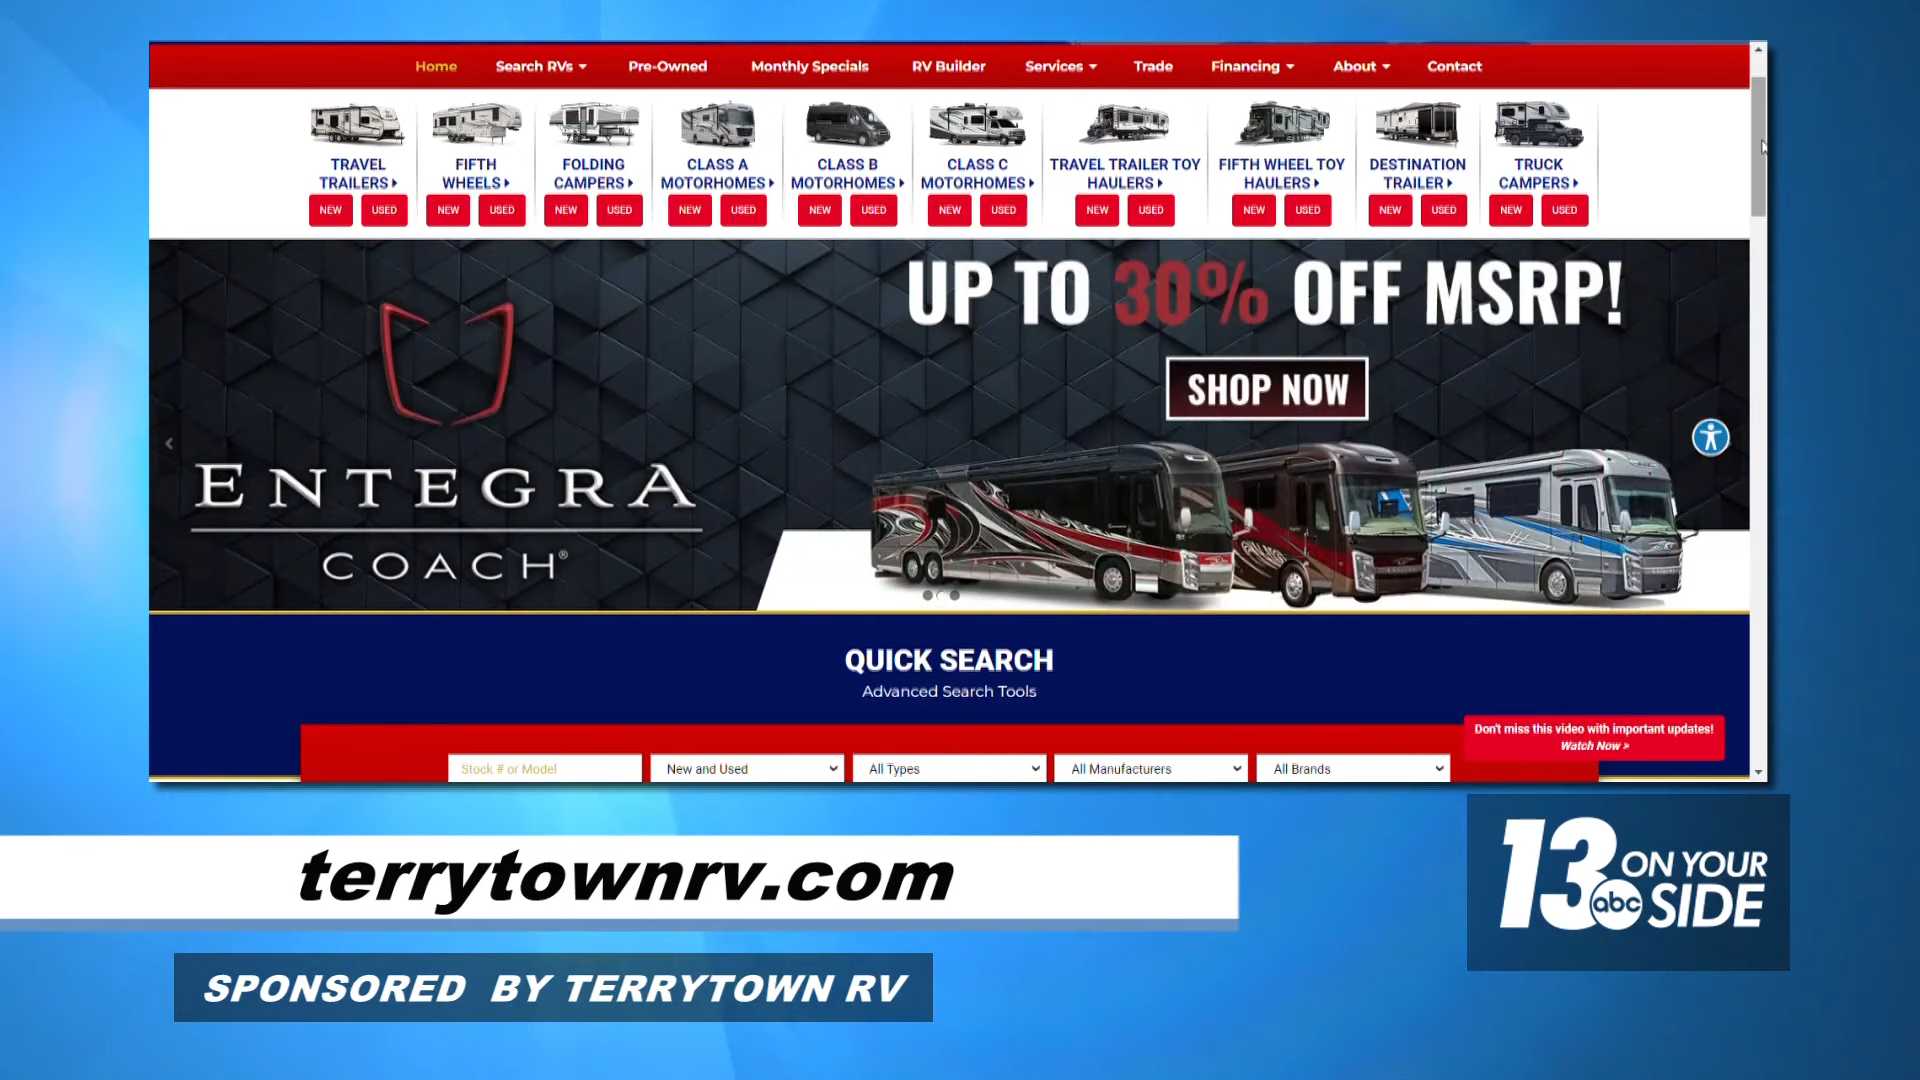 Home Search RVs Pre-Owned Monthly Specials RV Builder Services Trade Financing About Contact
TRAVEL TRAILERS
NEW USED
FIFTH WHEELS
NEW USED
FOLDING CAMPERS
NEW USED
CLASS A MOTORHOMES
NEW USED
CLASS B MOTORHOMES
NEW USED
CLASS C MOTORHOMES
NEW USED
TRAVEL TRAILER TOY HAULERS
NEW USED
FIFTH WHEEL TOY HAULERS
NEW USED
DESTINATION TRAILER
NEW USED
TRUCK CAMPERS
NEW USED
ENTEGRA
COACH®
UP TO 30% OFF MSRP!
SHOP NOW
QUICK SEARCH
Advanced Search Tools
Don't miss this video with important updates!
Watch Now >
Stock # or Model New and Used All Types All Manufacturers All Brands
terrytownrv.com
SPONSORED BY TERRYTOWN RV
13 ON YOUR
abc SIDE